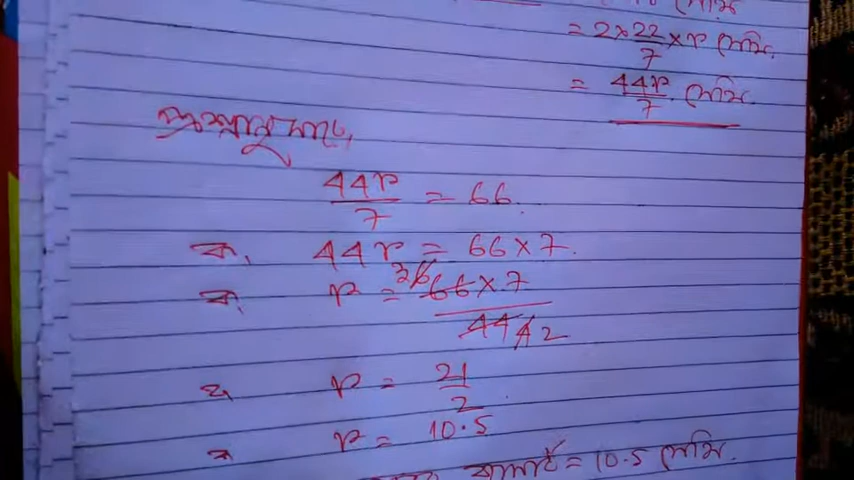 = 2 × 22/7 × r সেমি.
= 44r/7 সেমি.
প্রশ্নানুসারে,
44r/7 = 66
বা, 44r = 66 × 7
বা, r = 66 × 7 / 44
বা, r = 21/2
বা, r = 10.5
ব্যাসার্ধ = 10.5 সেমি.